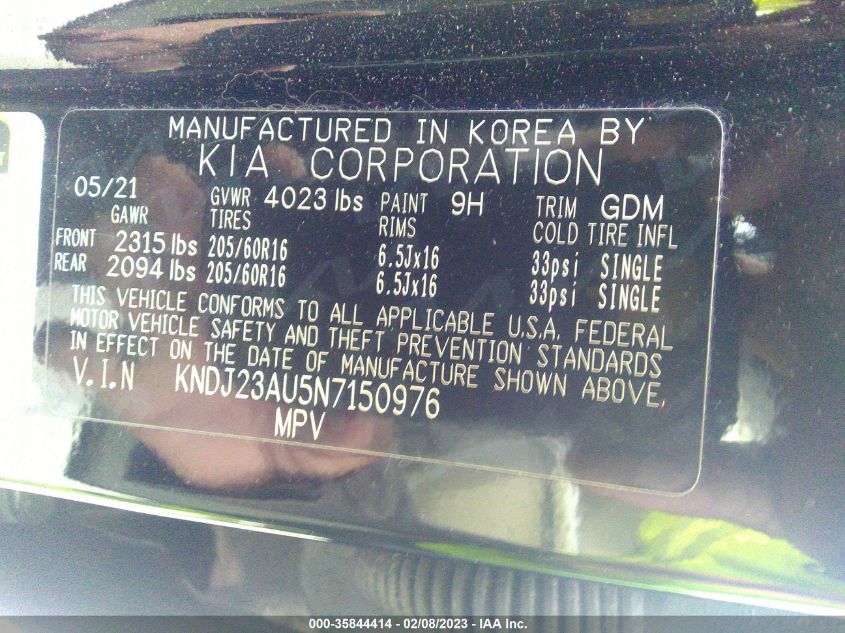 MANUFACTURED IN KOREA BY
KIA CORPORATION
05/21 GVWR 4023 lbs PAINT 9H TRIM GDM
GAWR TIRES RIMS COLD TIRE INFL
FRONT 2315 lbs 205/60R16 6.5Jx16 33psi SINGLE
REAR 2094 lbs 205/60R16 6.5Jx16 33psi SINGLE
THIS VEHICLE CONFORMS TO ALL APPLICABLE U.S.A. FEDERAL
MOTOR VEHICLE SAFETY AND THEFT PREVENTION STANDARDS
IN EFFECT ON THE DATE OF MANUFACTURE SHOWN ABOVE.
V.I.N KNDJ23AU5N7150976
MPV
000-35844414 - 02/08/2023 - IAA Inc.